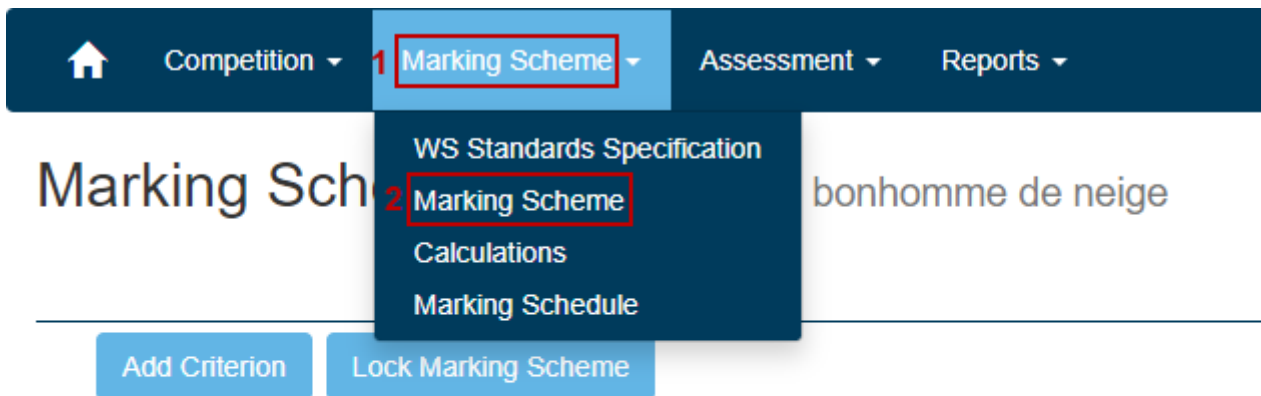 Competition 1 Marking Scheme Assessment Reports
WS Standards Specification
Marking Sch bonhomme de neige
2 Marking Scheme
Calculations
Marking Schedule
Add Criterion Lock Marking Scheme